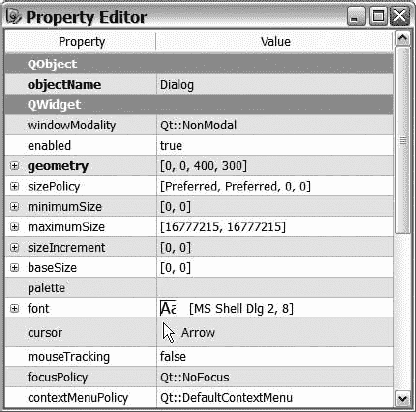 Property Editor
Property Value
QObject
objectName Dialog
QWidget
windowModality Qt::NonModal
enabled true
geometry [0, 0, 400, 300]
sizePolicy [Preferred, Preferred, 0, 0]
minimumSize [0, 0]
maximumSize [16777215, 16777215]
sizeIncrement [0, 0]
baseSize [0, 0]
palette
font Aa [MS Shell Dlg 2, 8]
cursor Arrow
mouseTracking false
focusPolicy Qt::NoFocus
contextMenuPolicy Qt::DefaultContextMenu